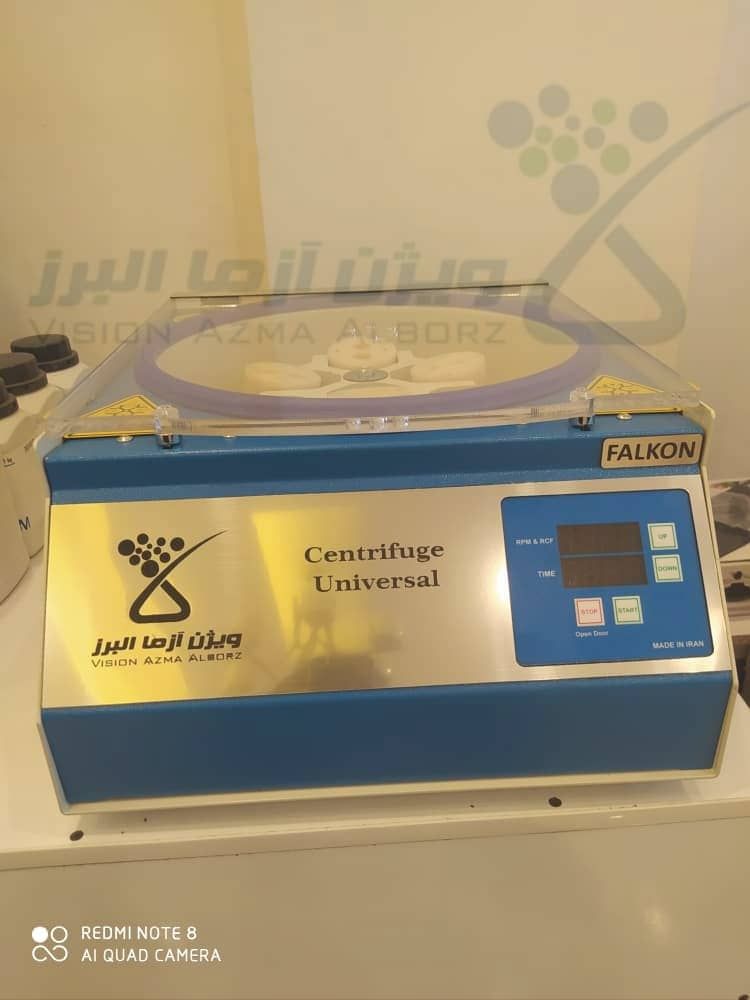 ویژن آزما البرز
VISION AZMA ALBORZ
FALKON
Centrifuge
Universal
RPM & RCF
UP
TIME
DOWN
STOP
START
Open Door
MADE IN IRAN
ویژن آزما البرز
VISION AZMA ALBORZ
M
REDMI NOTE 8
AI QUAD CAMERA